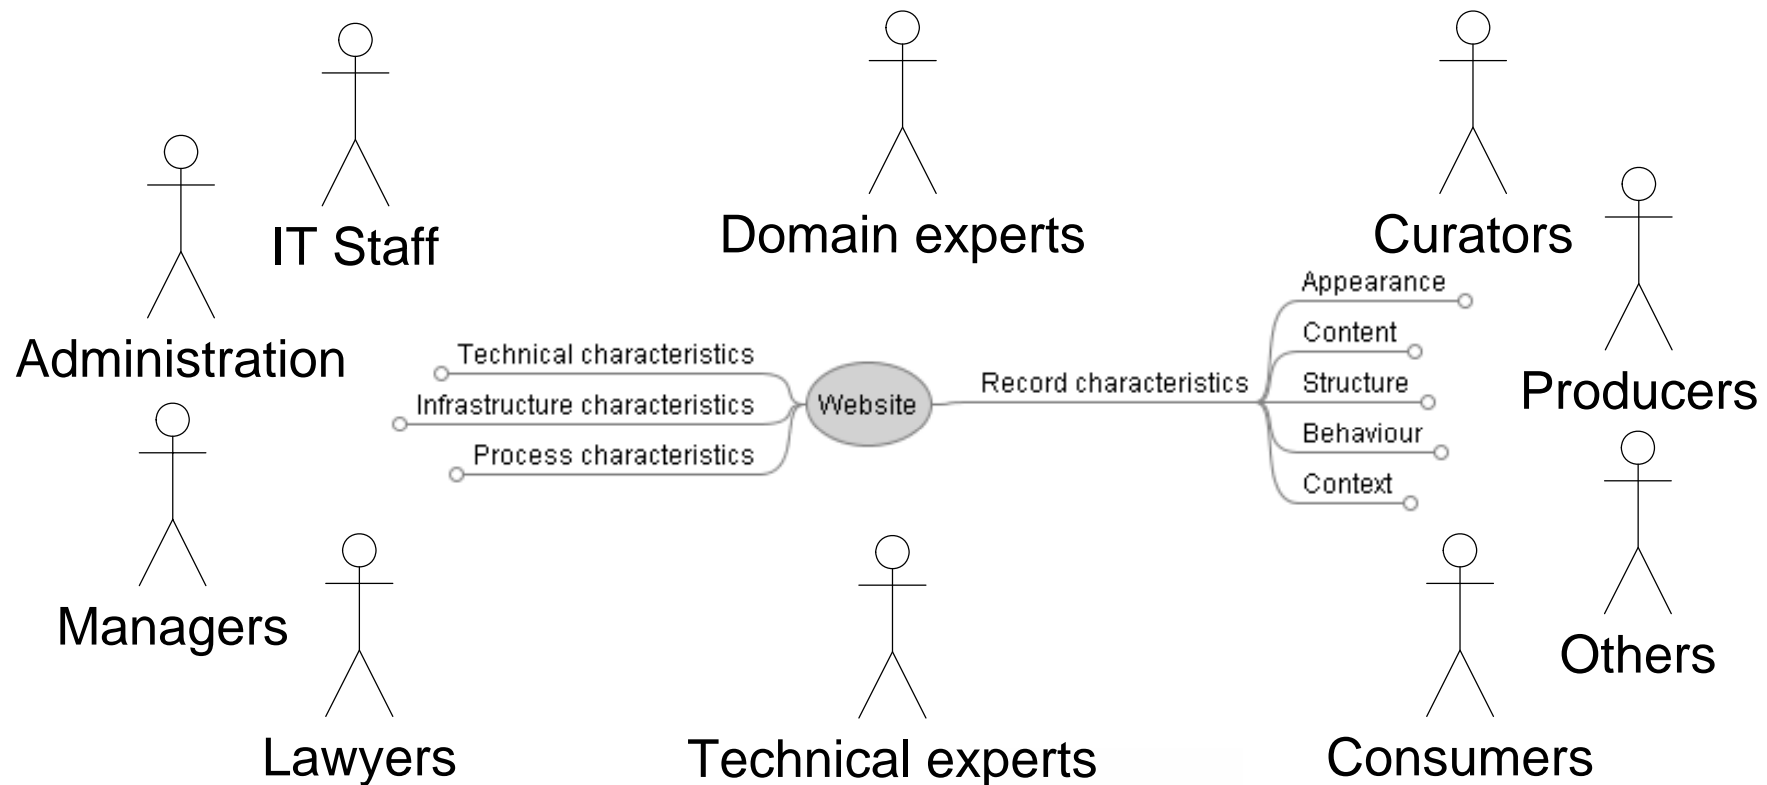 IT Staff
Domain experts
Curators
Administration
Appearance
Content
Technical characteristics
Record characteristics
Structure
Producers
Infrastructure characteristics
Website
Behaviour
Process characteristics
Context
Managers
Others
Lawyers
Technical experts
Consumers